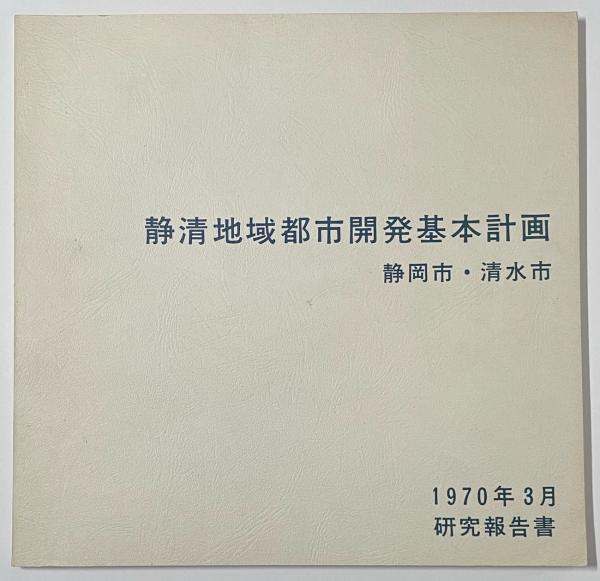 静清地域都市開発基本計画
静岡市・清水市
1970年3月
研究報告書